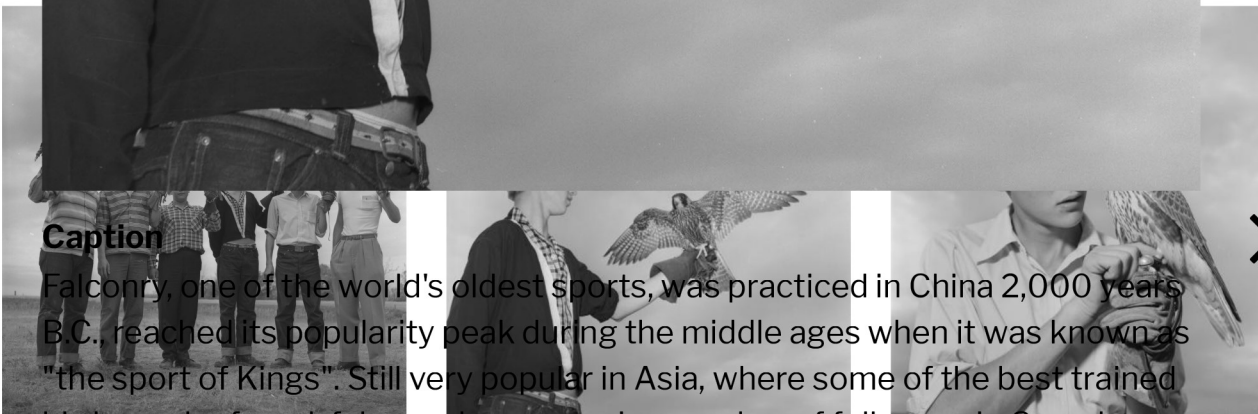 Caption
Falconry, one of the world's oldest sports, was practiced in China 2,000 years
B.C., reached its popularity peak during the middle ages when it was known as
"the sport of Kings". Still very popular in Asia, where some of the best trained